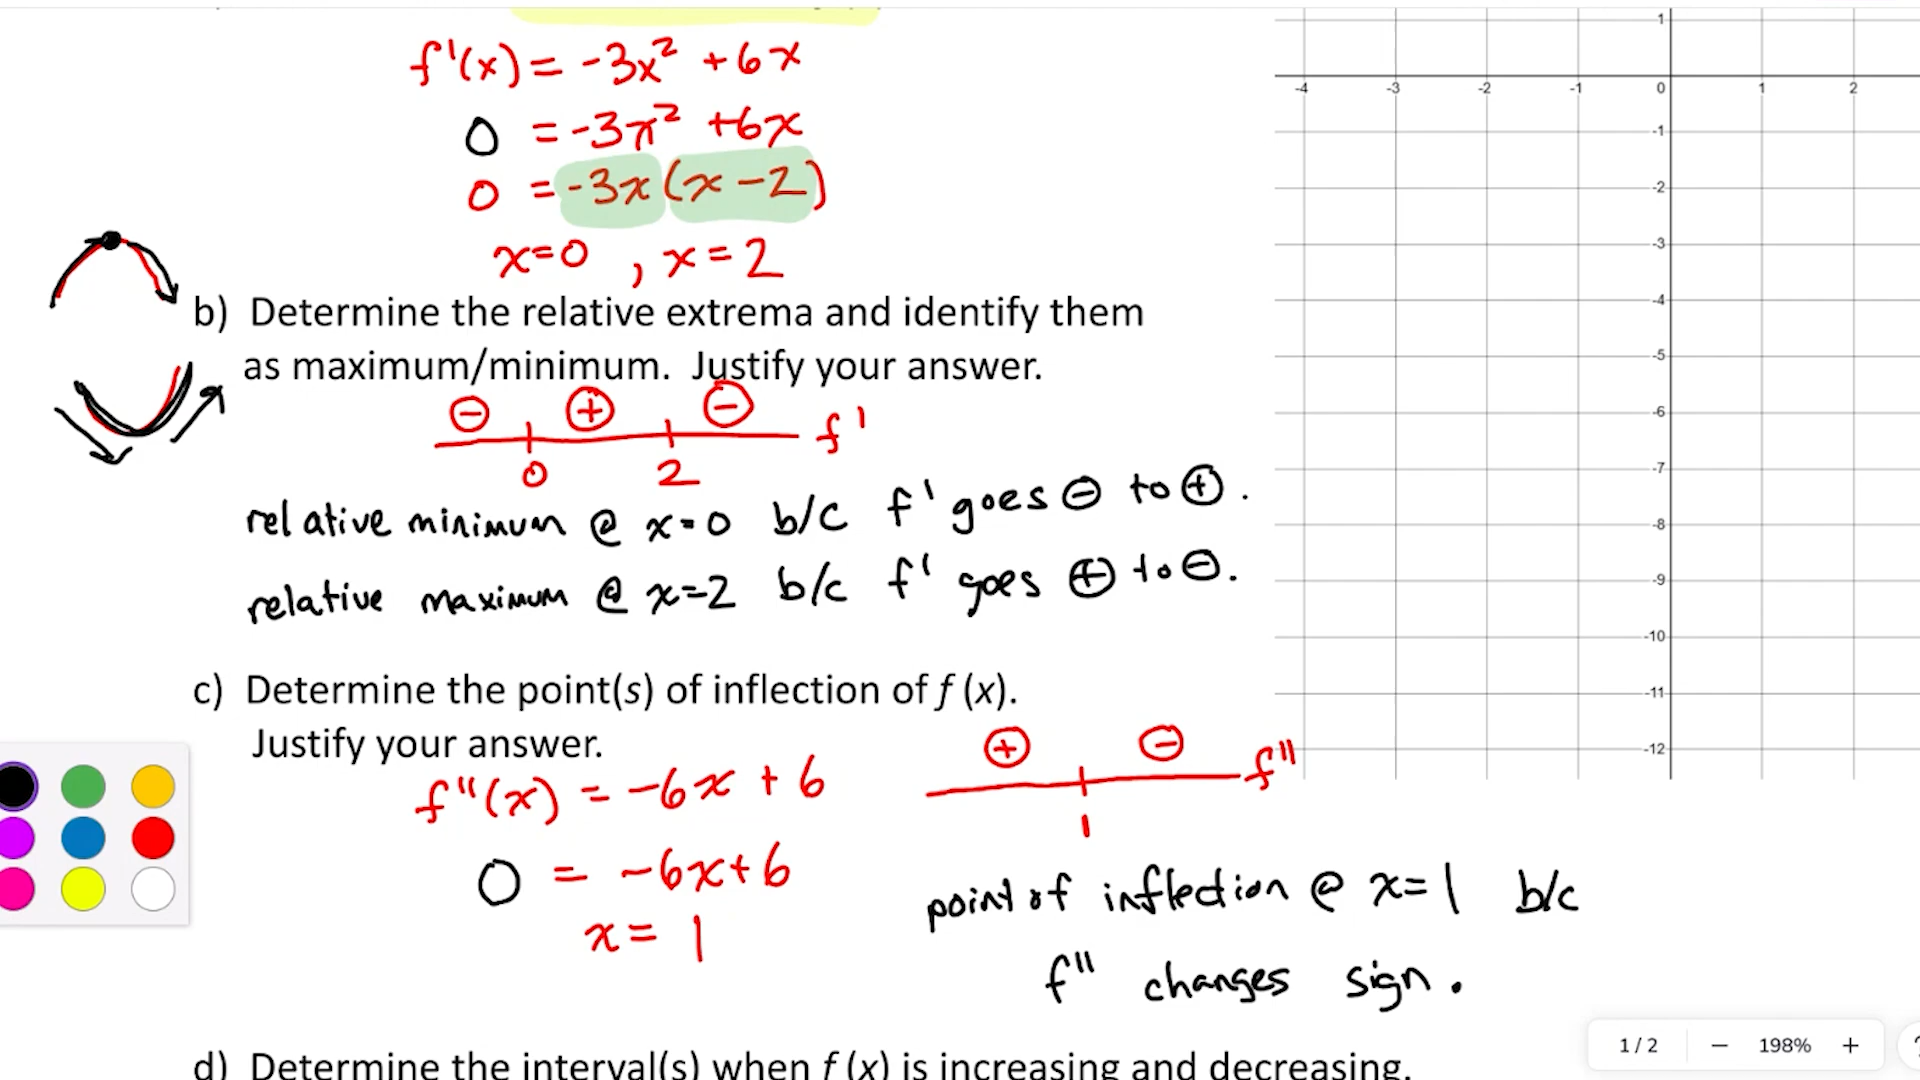 f'(x) = -3x² + 6x
0 = -3x² + 6x
0 = -3x (x - 2)
x=0 , x=2
b) Determine the relative extrema and identify them
as maximum/minimum. Justify your answer.
- + - f'
0 2
relative minimum @ x=0 b/c f' goes ⊖ to ⊕.
relative maximum @ x=2 b/c f' goes ⊕ to ⊖.
c) Determine the point(s) of inflection of f (x).
Justify your answer.
f''(x) = -6x + 6
0 = -6x+6
x = 1
+ - f''
1
point of inflection @ x=1 b/c
f'' changes sign.
d) Determine the interval(s) when f (x) is increasing and decreasing.
1
-4 -3 -2 -1 0 1 2
-1
-2
-3
-4
-5
-6
-7
-8
-9
-10
-11
-12
1 / 2 − 198% +